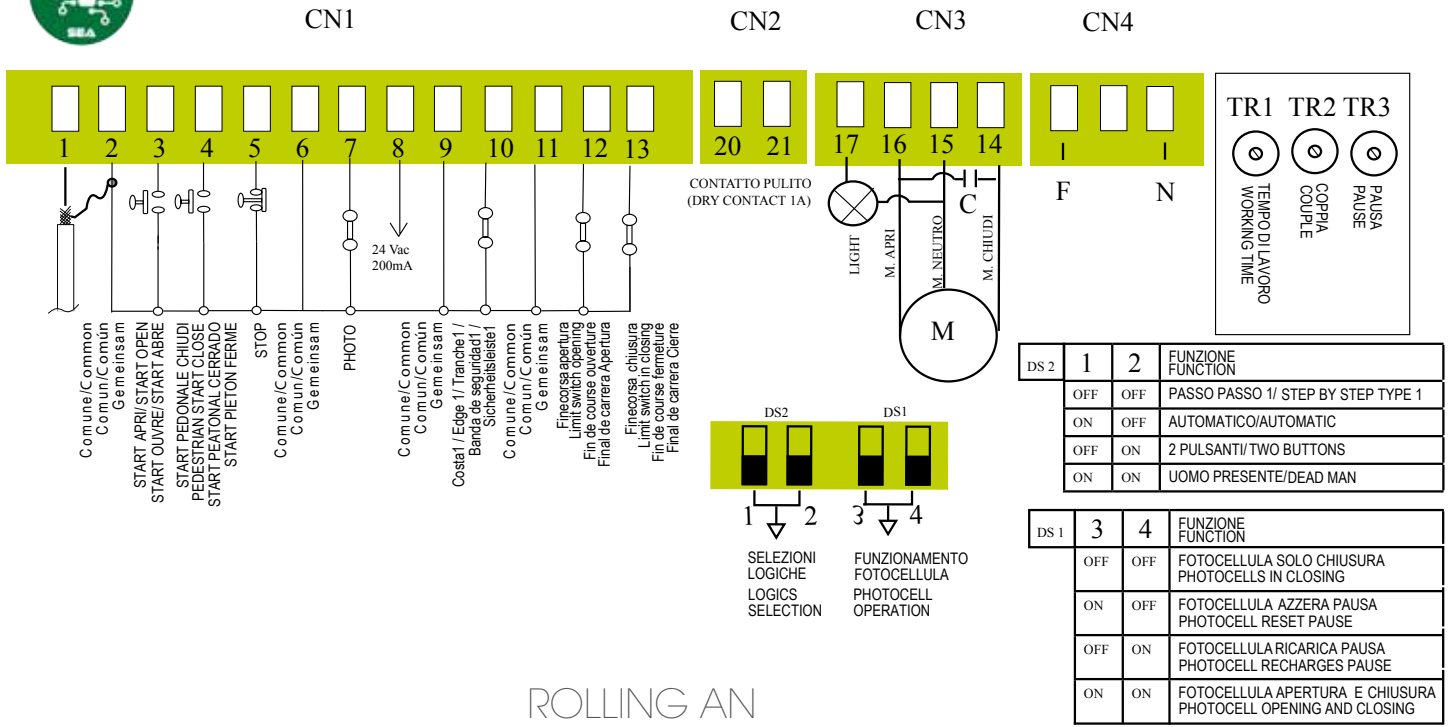 SEA
CN1
CN2
CN3
CN4
1 2 3 4 5 6 7 8 9 10 11 12 13
20 21
17 16 15 14
F N
24 Vac
200mA
CONTATTO PULITO
(DRY CONTACT 1A)
LIGHT
M. APRI
M. NEUTRO
M. CHIUDI
C
M
TR1 TR2 TR3
TEMPO DI LAVORO
WORKING TIME
COPPIA
COUPLE
PAUSA
PAUSE
Comune/Common
Comun/Común
Gemeinsam
START APRI/ START OPEN
START OUVRE/ START ABRE
START PEDONALE CHIUDI
PEDESTRIAN START CLOSE
START PEATONAL CERRADO
START PIETON FERME
STOP
Comune/Common
Comun/Común
Gemeinsam
PHOTO
Comune/Common
Comun/Común
Gemeinsam
Costa1 / Edge 1/ Tranche1 /
Banda de seguridad1 /
Sicherheitsleiste1
Comune/Common
Comun/Común
Gemeinsam
Finecorsa apertura
Limit switch opening
Fin de course ouverture
Final de carrera Apertura
Finecorsa chiusura
Limit switch in closing
Fin de course fermeture
Final de carrera Cierre
DS2 DS1
1 2 3 4
SELEZIONI
LOGICHE
LOGICS
SELECTION
FUNZIONAMENTO
FOTOCELLULA
PHOTOCELL
OPERATION
DS 2 1 2 FUNZIONE
FUNCTION
OFF OFF PASSO PASSO 1/ STEP BY STEP TYPE 1
ON OFF AUTOMATICO/AUTOMATIC
OFF ON 2 PULSANTI/ TWO BUTTONS
ON ON UOMO PRESENTE/DEAD MAN
DS 1 3 4 FUNZIONE
FUNCTION
OFF OFF FOTOCELLULA SOLO CHIUSURA
PHOTOCELLS IN CLOSING
ON OFF FOTOCELLULA AZZERA PAUSA
PHOTOCELL RESET PAUSE
OFF ON FOTOCELLULA RICARICA PAUSA
PHOTOCELL RECHARGES PAUSE
ON ON FOTOCELLULA APERTURA E CHIUSURA
PHOTOCELL OPENING AND CLOSING
ROLLING AN